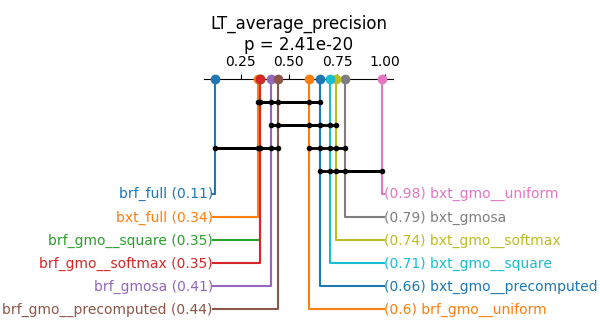 LT_average_precision
p = 2.41e-20
0.25 0.50 0.75 1.00
brf_full (0.11) (0.98) bxt_gmo__uniform
bxt_full (0.34) (0.79) bxt_gmosa
brf_gmo__square (0.35) (0.74) bxt_gmo__softmax
brf_gmo__softmax (0.35) (0.71) bxt_gmo__square
brf_gmosa (0.41) (0.66) bxt_gmo__precomputed
brf_gmo__precomputed (0.44) (0.6) brf_gmo__uniform